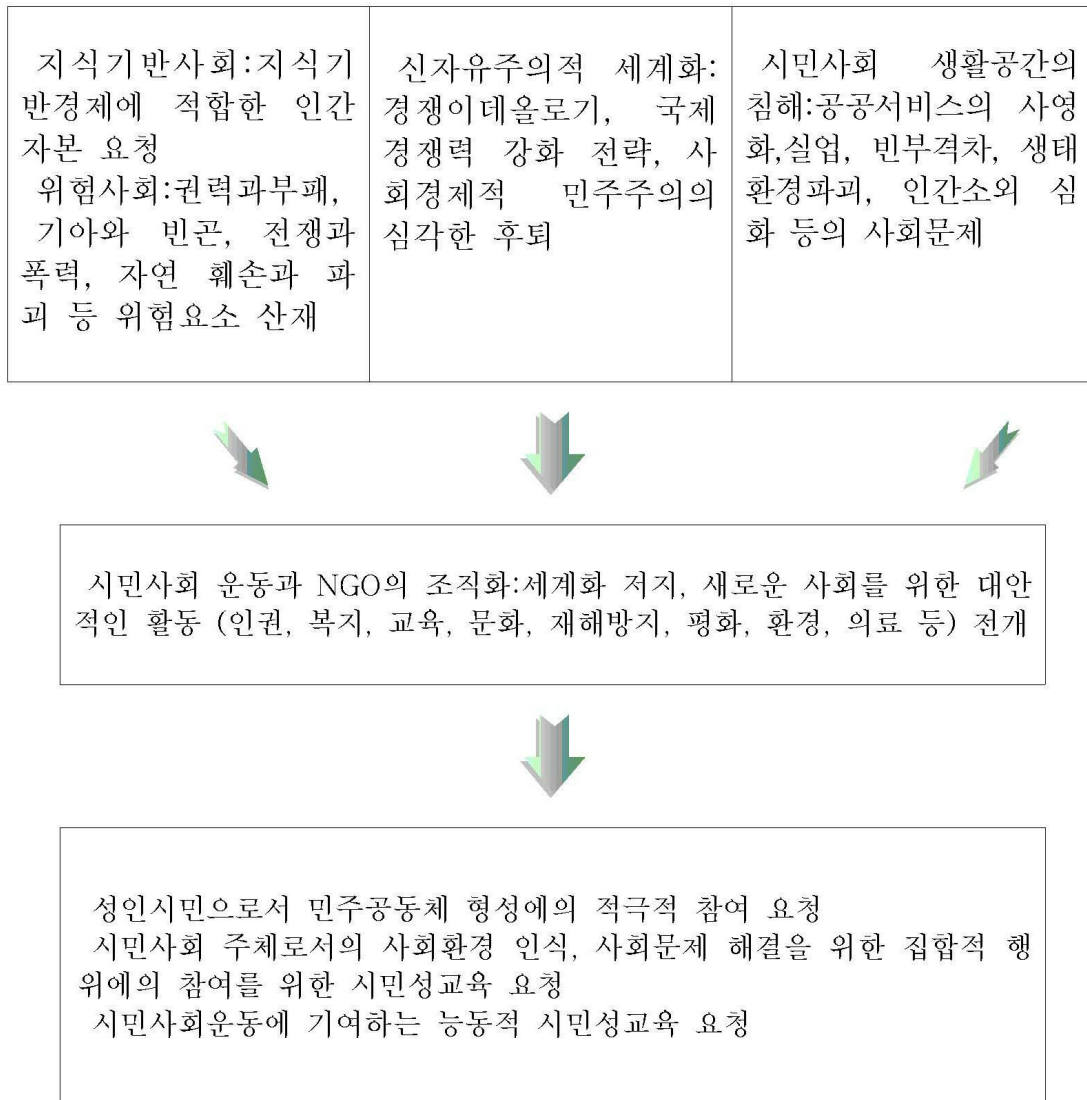 지식기반사회:지식기
반경제에 적합한 인간
자본 요청
위험사회:권력과부패,
기아와 빈곤, 전쟁과
폭력, 자연 훼손과 파
괴 등 위험요소 산재
신자유주의적 세계화:
경쟁이데올로기, 국제
경쟁력 강화 전략, 사
회경제적 민주주의의
심각한 후퇴
시민사회 생활공간의
침해:공공서비스의 사영
화,실업, 빈부격차, 생태
환경파괴, 인간소외 심
화 등의 사회문제
시민사회 운동과 NGO의 조직화:세계화 저지, 새로운 사회를 위한 대안
적인 활동 (인권, 복지, 교육, 문화, 재해방지, 평화, 환경, 의료 등) 전개
성인시민으로서 민주공동체 형성에의 적극적 참여 요청
시민사회 주체로서의 사회환경 인식, 사회문제 해결을 위한 집합적 행
위에의 참여를 위한 시민성교육 요청
시민사회운동에 기여하는 능동적 시민성교육 요청